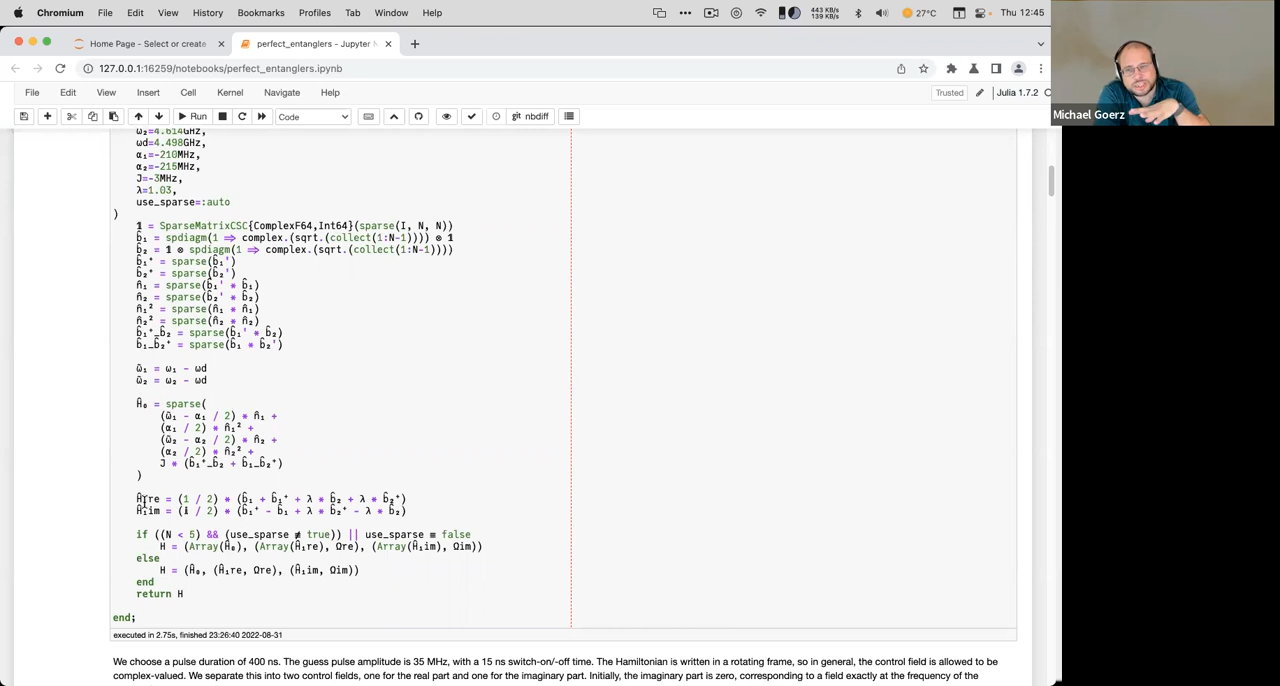 Chromium File Edit View History Bookmarks Profiles Tab Window Help 443 KB/s 139 KB/s 27°C Thu 12:45
Home Page - Select or create perfect_entanglers - Jupyter N
127.0.0.1:16259/notebooks/perfect_entanglers.ipynb
File Edit View Insert Cell Kernel Navigate Help Trusted Julia 1.7.2
Run Code nbdiff
Michael Goerz
ω₂=4.614GHz,
ωd=4.498GHz,
α₁=-210MHz,
α₂=-215MHz,
J=-3MHz,
λ=1.03,
use_sparse=:auto
)
𝟙 = SparseMatrixCSC{ComplexF64,Int64}(sparse(I, N, N))
b̂₁ = spdiagm(1 => complex.(sqrt.(collect(1:N-1)))) ⊗ 𝟙
b̂₂ = 𝟙 ⊗ spdiagm(1 => complex.(sqrt.(collect(1:N-1))))
b̂₁⁺ = sparse(b̂₁')
b̂₂⁺ = sparse(b̂₂')
n̂₁ = sparse(b̂₁' * b̂₁)
n̂₂ = sparse(b̂₂' * b̂₂)
n̂₁² = sparse(n̂₁ * n̂₁)
n̂₂² = sparse(n̂₂ * n̂₂)
b̂₁⁺_b̂₂ = sparse(b̂₁' * b̂₂)
b̂₁_b̂₂⁺ = sparse(b̂₁ * b̂₂')
ω̃₁ = ω₁ - ωd
ω̃₂ = ω₂ - ωd
Ĥ₀ = sparse(
(ω̃₁ - α₁ / 2) * n̂₁ +
(α₁ / 2) * n̂₁² +
(ω̃₂ - α₂ / 2) * n̂₂ +
(α₂ / 2) * n̂₂² +
J * (b̂₁⁺_b̂₂ + b̂₁_b̂₂⁺)
)
Ĥ₁re = (1 / 2) * (b̂₁ + b̂₁⁺ + λ * b̂₂ + λ * b̂₂⁺)
Ĥ₁im = (𝕚 / 2) * (b̂₁⁺ - b̂₁ + λ * b̂₂⁺ - λ * b̂₂)
if ((N < 5) && (use_sparse ≢ true)) || use_sparse ≡ false
H = (Array(Ĥ₀), (Array(Ĥ₁re), Ωre), (Array(Ĥ₁im), Ωim))
else
H = (Ĥ₀, (Ĥ₁re, Ωre), (Ĥ₁im, Ωim))
end
return H
end;
executed in 2.75s, finished 23:26:40 2022-08-31
We choose a pulse duration of 400 ns. The guess pulse amplitude is 35 MHz, with a 15 ns switch-on/-off time. The Hamiltonian is written in a rotating frame, so in general, the control field is allowed to be
complex-valued. We separate this into two control fields, one for the real part and one for the imaginary part. Initially, the imaginary part is zero, corresponding to a field exactly at the frequency of the